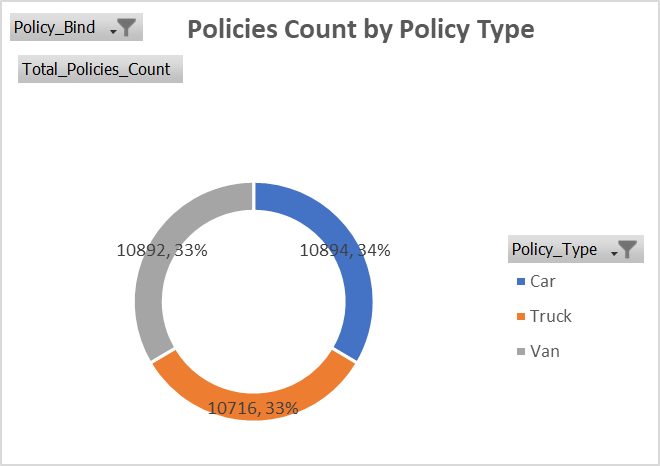 Policy_Bind
Policies Count by Policy Type
Total_Policies_Count
10892, 33%
10894, 34%
Policy_Type
Car
Truck
Van
10716, 33%